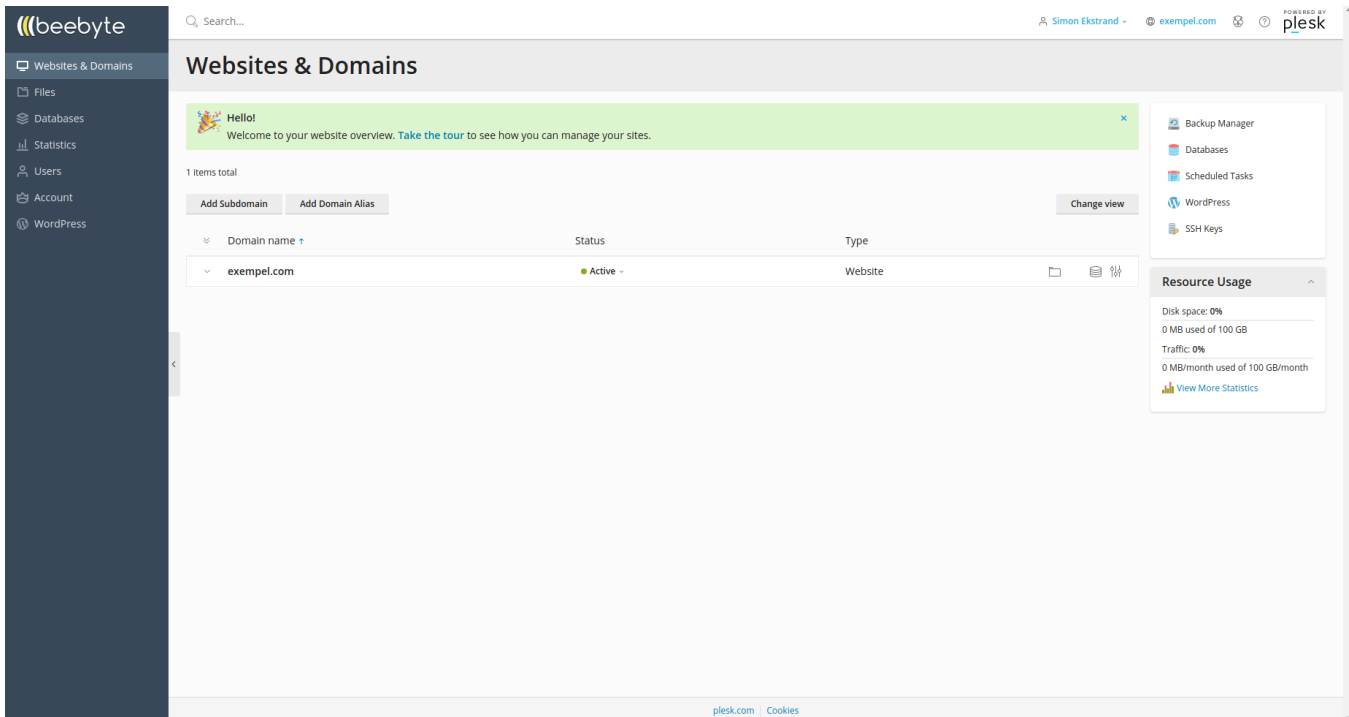 beebyte
Search...
Simon Ekstrand
exempel.com
POWERED BY
plesk
Websites & Domains
Files
Databases
Statistics
Users
Account
WordPress
Websites & Domains
Hello!
Welcome to your website overview. Take the tour to see how you can manage your sites.
1 items total
Add Subdomain
Add Domain Alias
Change view
Domain name ↑
Status
Type
exempel.com
Active
Website
Backup Manager
Databases
Scheduled Tasks
WordPress
SSH Keys
Resource Usage
Disk space: 0%
0 MB used of 100 GB
Traffic: 0%
0 MB/month used of 100 GB/month
View More Statistics
plesk.com
Cookies